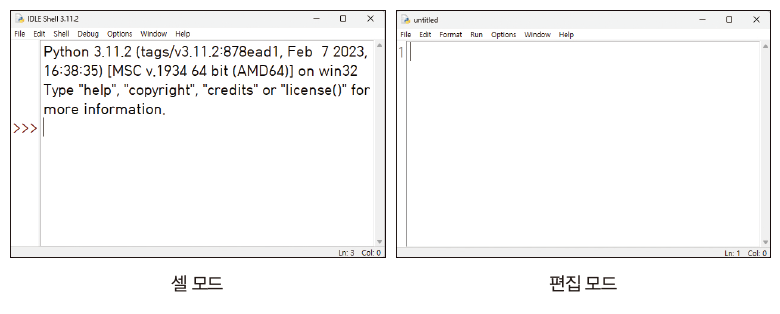 IDLE Shell 3.11.2
File Edit Shell Debug Options Window Help
Python 3.11.2 (tags/v3.11.2:878ead1, Feb 7 2023,
16:38:35) [MSC v.1934 64 bit (AMD64)] on win32
Type "help", "copyright", "credits" or "license()" for
more information.
>>>
Ln: 3 Col: 0
셸 모드
untitled
File Edit Format Run Options Window Help
1
Ln: 1 Col: 0
편집 모드